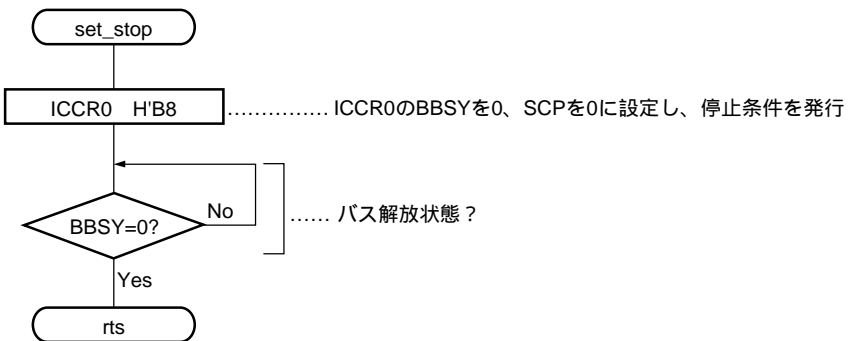 set_stop
ICCR0 H'B8 ............... ICCR0のBBSYを0、SCPを0に設定し、停止条件を発行
BBSY=0? No ...... バス解放状態？
Yes
rts